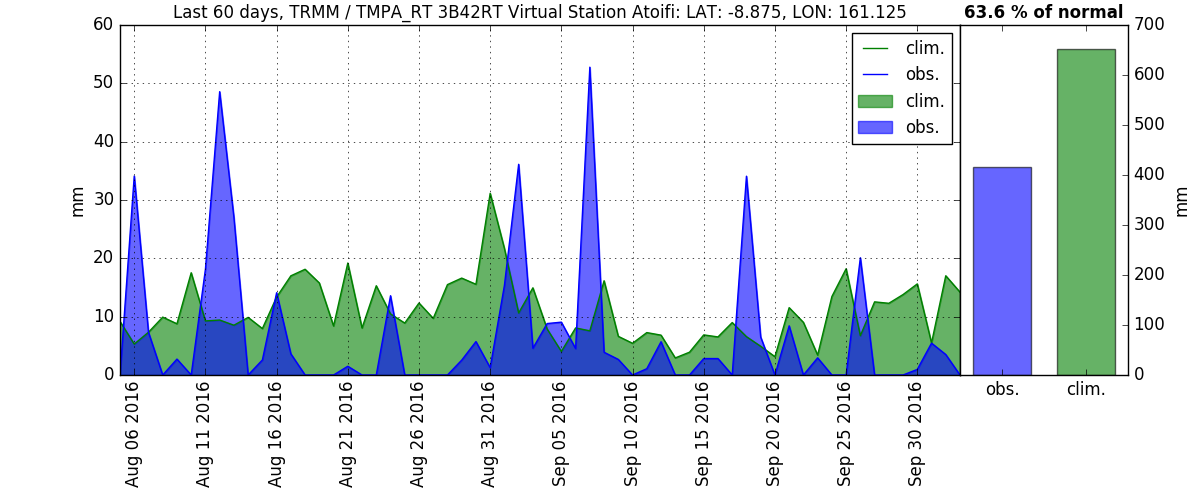 Last 60 days, TRMM / TMPA_RT 3B42RT Virtual Station Atoifi: LAT: -8.875, LON: 161.125
63.6 % of normal
60
50
40
30
20
10
0
mm
clim.
obs.
clim.
obs.
Aug 06 2016
Aug 11 2016
Aug 16 2016
Aug 21 2016
Aug 26 2016
Aug 31 2016
Sep 05 2016
Sep 10 2016
Sep 15 2016
Sep 20 2016
Sep 25 2016
Sep 30 2016
700
600
500
400
300
200
100
0
mm
obs.
clim.